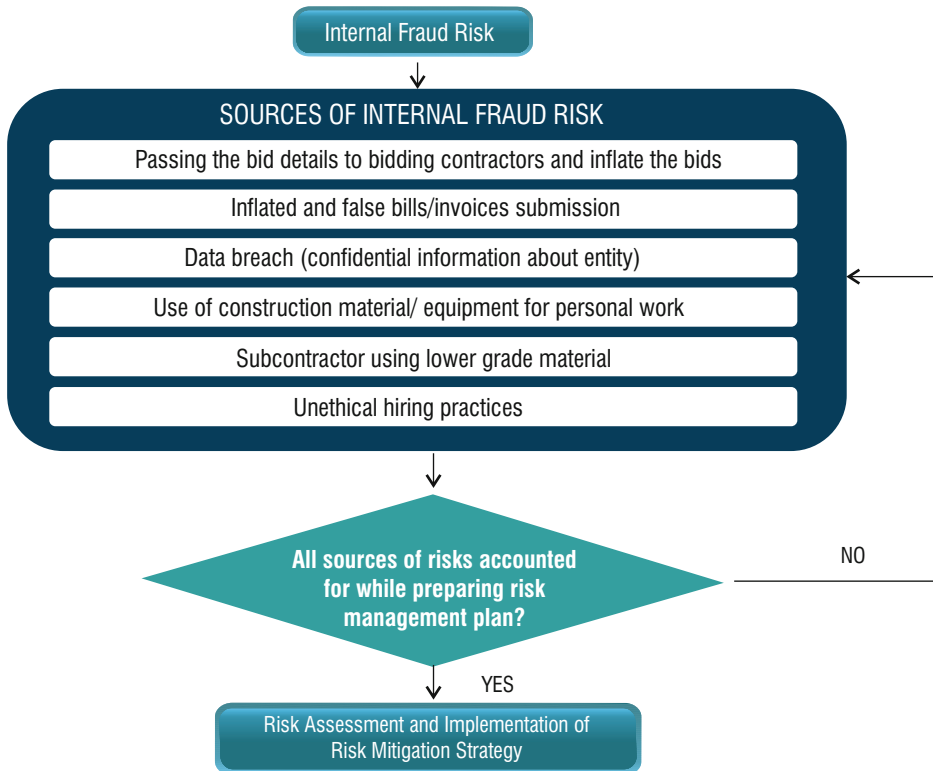 Internal Fraud Risk
SOURCES OF INTERNAL FRAUD RISK
Passing the bid details to bidding contractors and inflate the bids
Inflated and false bills/invoices submission
Data breach (confidential information about entity)
Use of construction material/ equipment for personal work
Subcontractor using lower grade material
Unethical hiring practices
All sources of risks accounted
for while preparing risk
management plan?
NO
YES
Risk Assessment and Implementation of
Risk Mitigation Strategy